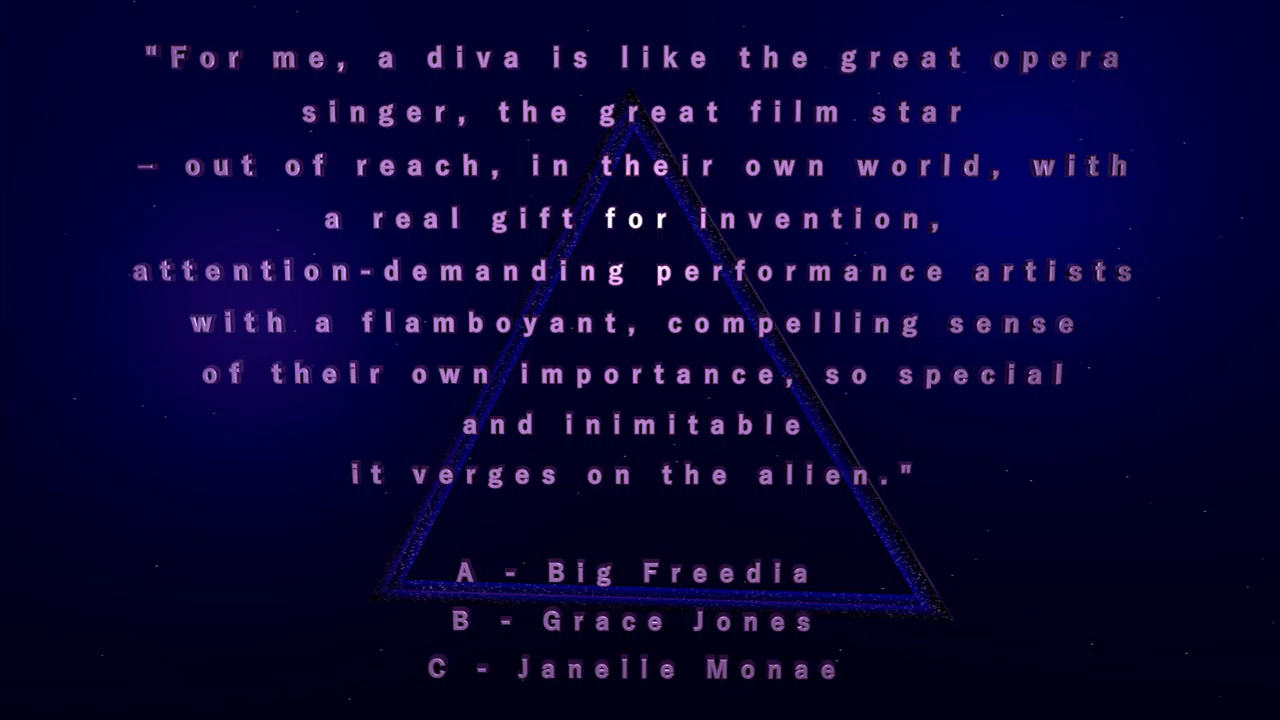 "For me, a diva is like the great opera
singer, the great film star
– out of reach, in their own world, with
a real gift for invention,
attention-demanding performance artists
with a flamboyant, compelling sense
of their own importance, so special
and inimitable
it verges on the alien."
A - Big Freedia
B - Grace Jones
C - Janelle Monae